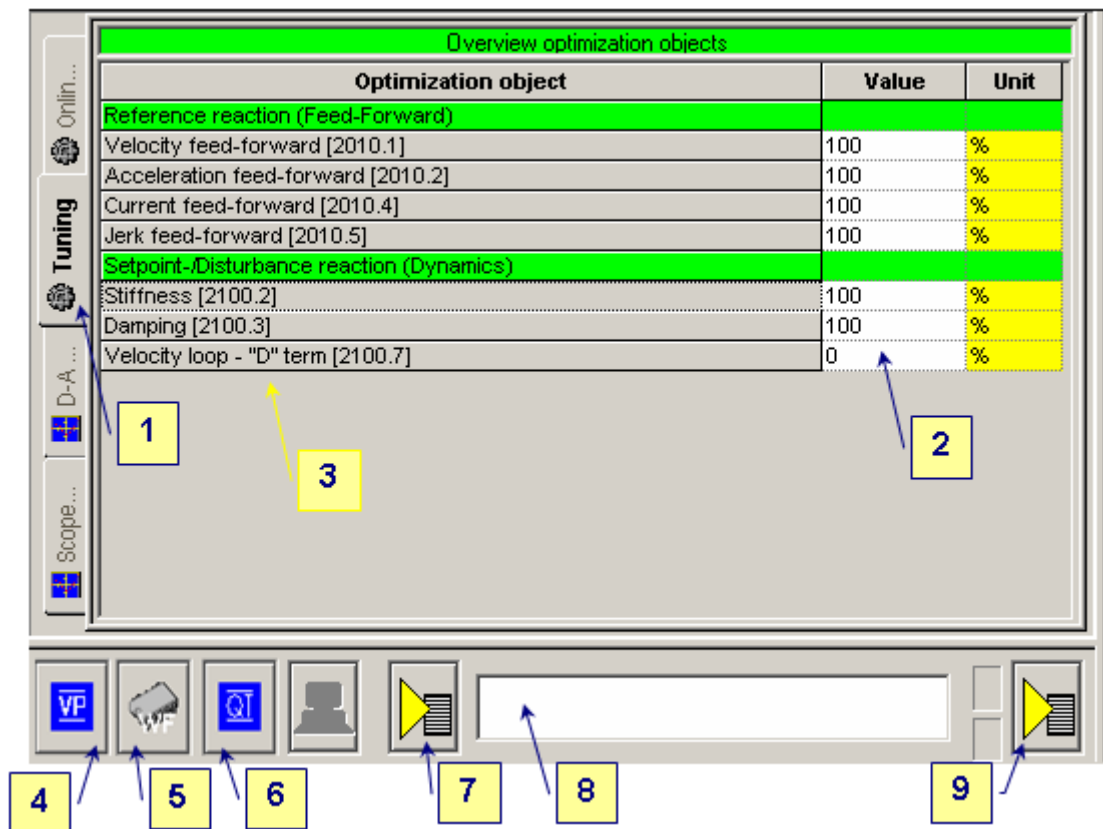 Overview optimization objects
Optimization object Value Unit
Reference reaction (Feed-Forward)
Velocity feed-forward [2010.1] 100 %
Acceleration feed-forward [2010.2] 100 %
Current feed-forward [2010.4] 100 %
Jerk feed-forward [2010.5] 100 %
Setpoint-/Disturbance reaction (Dynamics)
Stiffness [2100.2] 100 %
Damping [2100.3] 100 %
Velocity loop - "D" term [2100.7] 0 %
Onlin...
Tuning
D-A ...
Scope...
1
2
3
VP
WF
QT
4
5
6
7
8
9